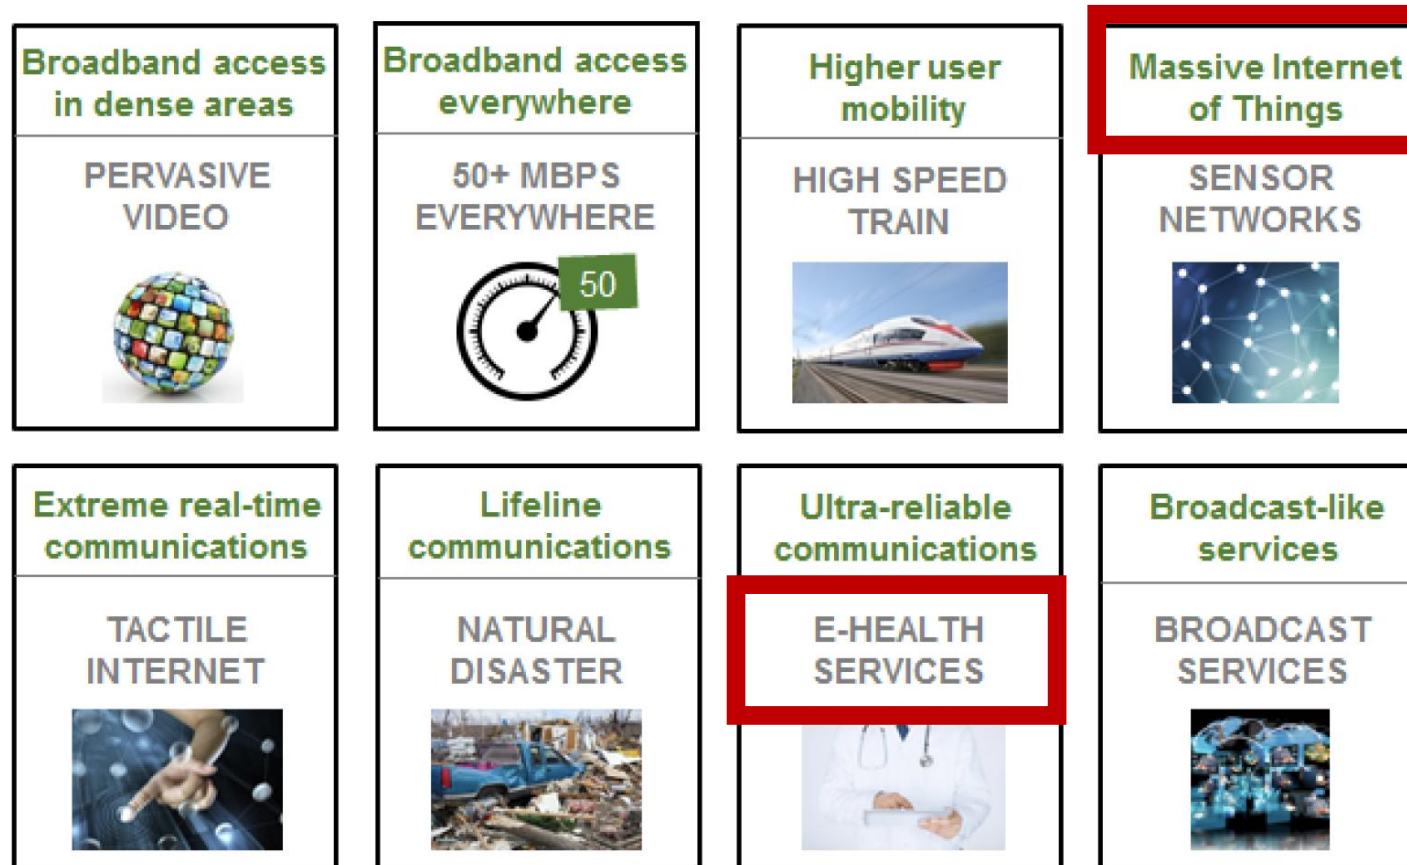 Broadband access
in dense areas
PERVASIVE
VIDEO
Broadband access
everywhere
50+ MBPS
EVERYWHERE
50
Higher user
mobility
HIGH SPEED
TRAIN
Massive Internet
of Things
SENSOR
NETWORKS
Extreme real-time
communications
TACTILE
INTERNET
Lifeline
communications
NATURAL
DISASTER
Ultra-reliable
communications
E-HEALTH
SERVICES
Broadcast-like
services
BROADCAST
SERVICES